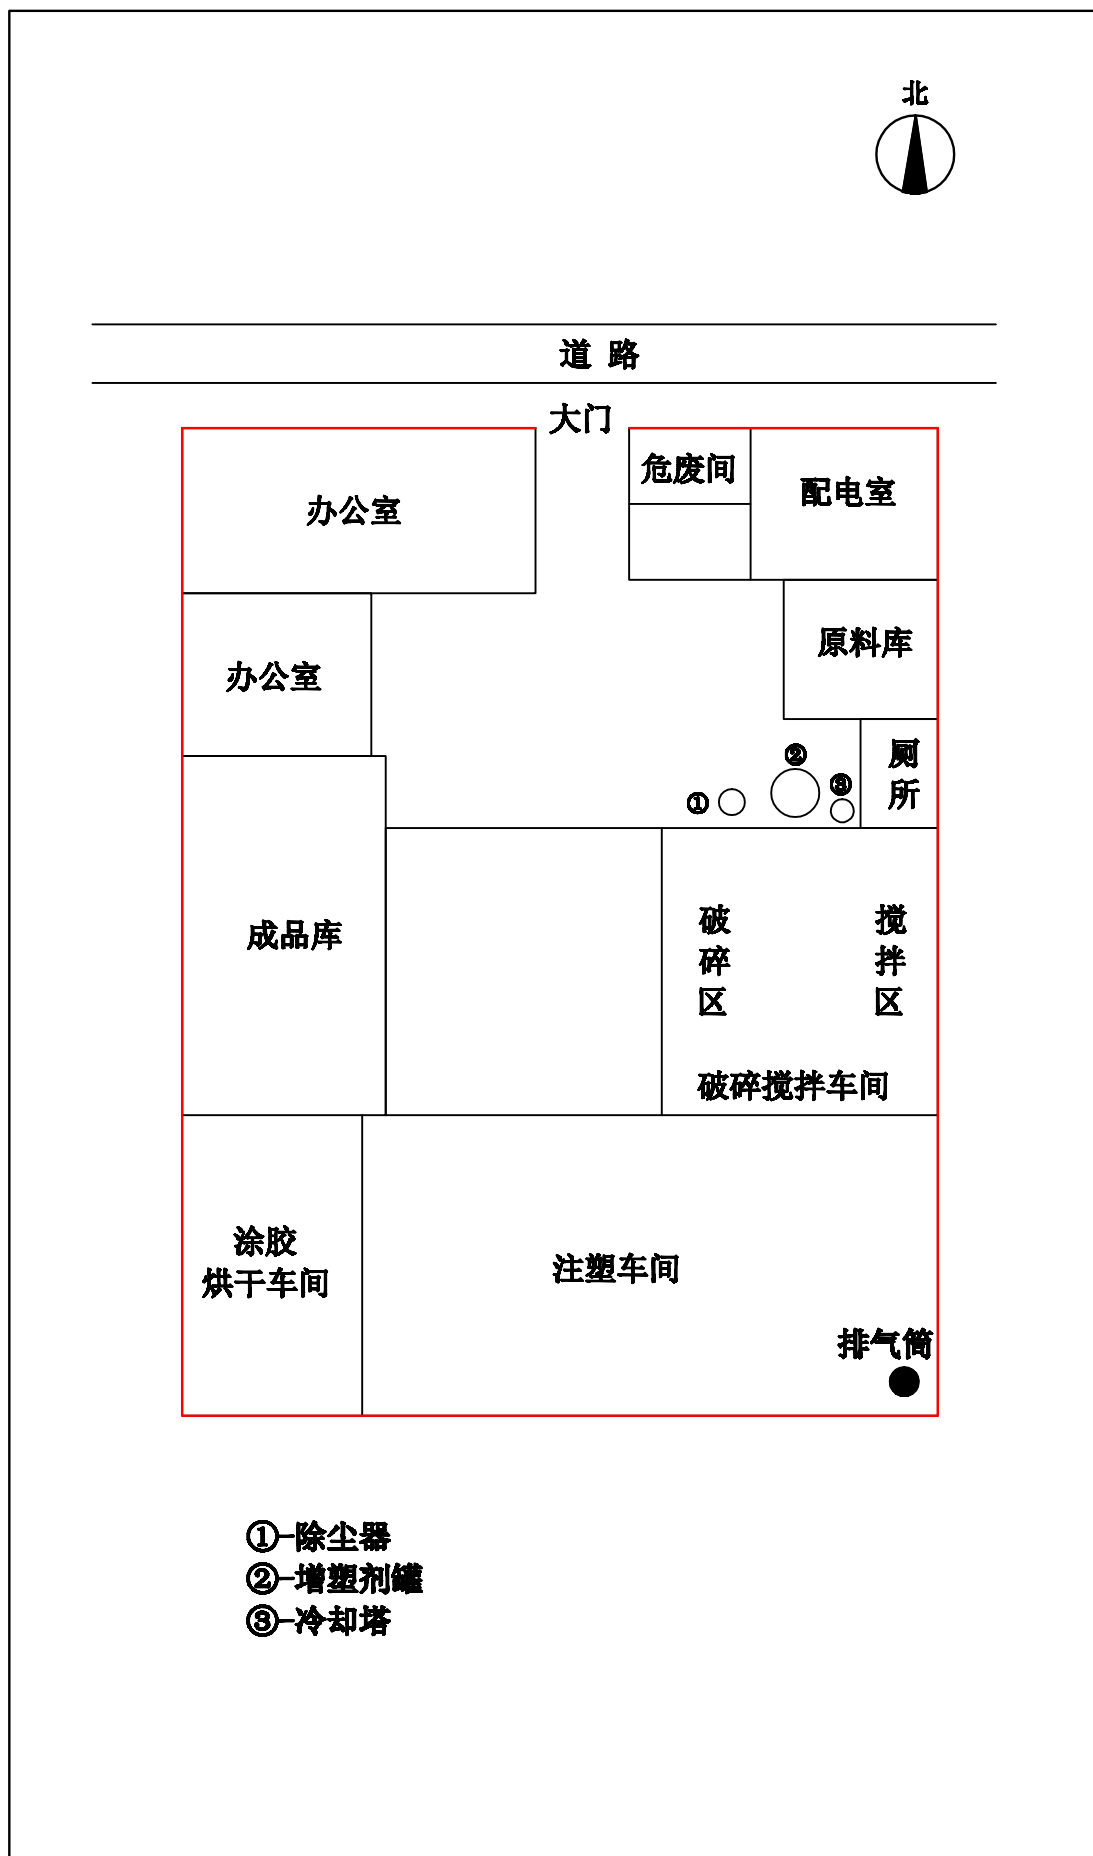 北
道 路
大门
危废间
配电室
办公室
原料库
办公室
厕所
②
③
①
成品库
破碎区
搅拌区
破碎搅拌车间
涂胶
烘干车间
注塑车间
排气筒
①-除尘器
②-增塑剂罐
③-冷却塔